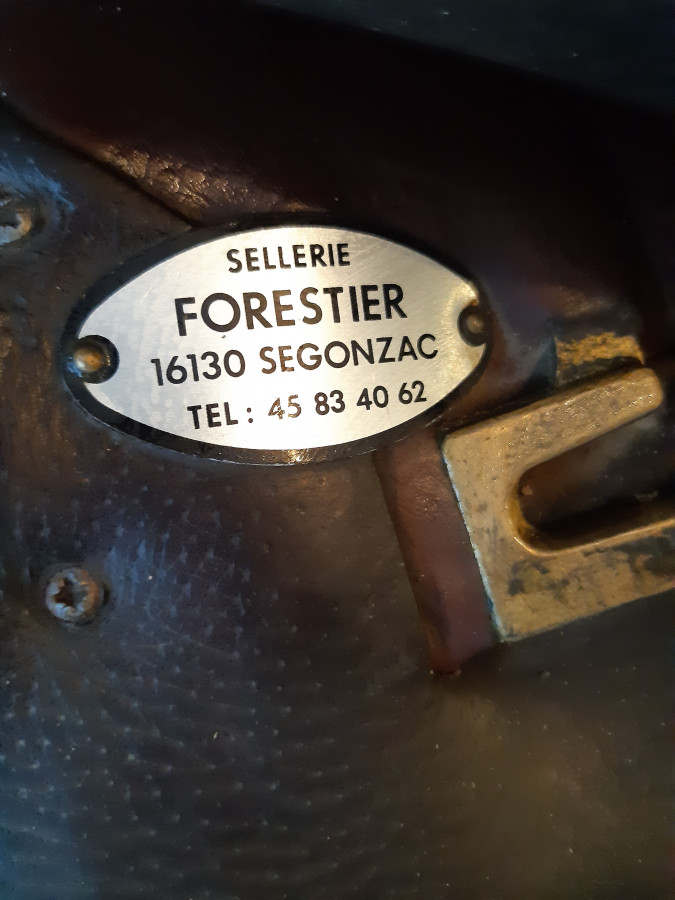 SELLERIE
FORESTIER
16130 SEGONZAC
TEL : 45 83 40 62